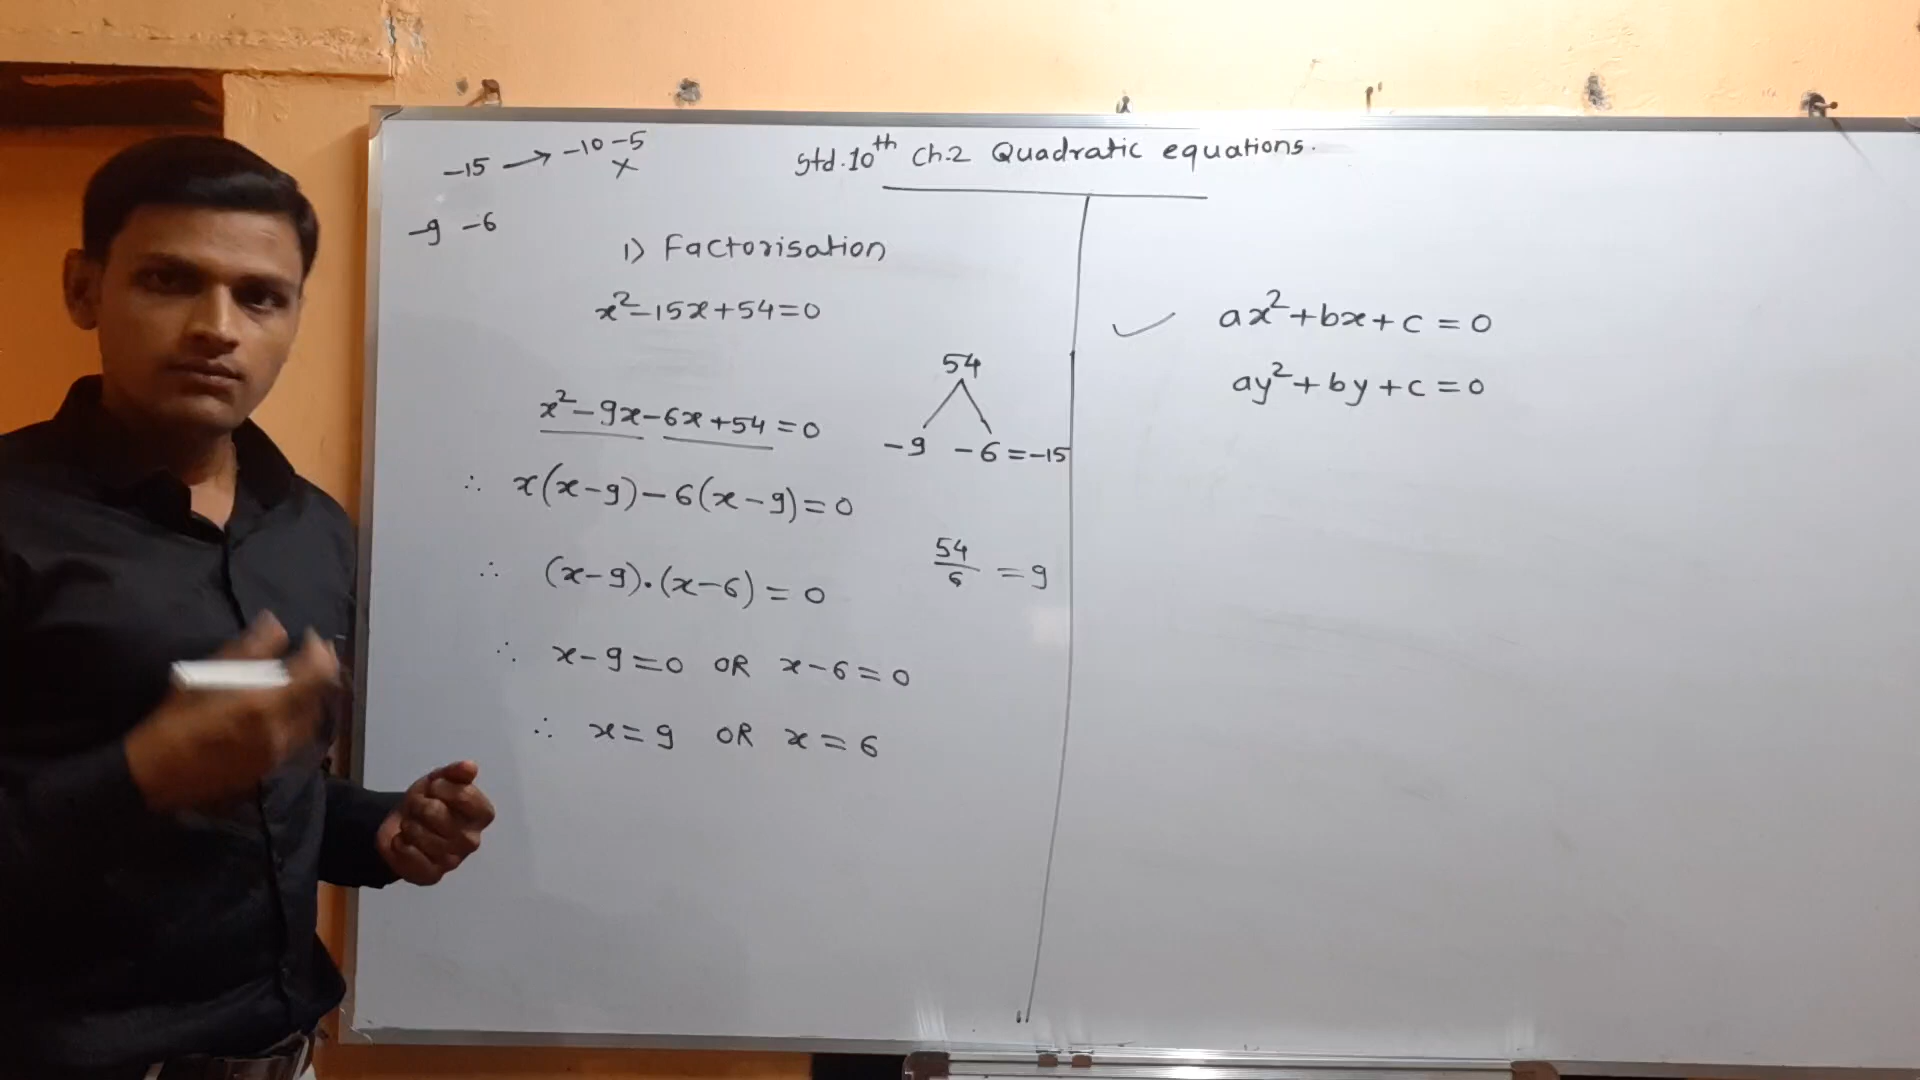 Std.10th Ch.2 Quadratic equations.
-15 → -10 -5
×
-9 -6
1) Factorisation
x²-15x+54=0
54
-9 -6=-15
x²-9x-6x+54=0
∴ x(x-9)-6(x-9)=0
54/6 =9
∴ (x-9).(x-6)=0
∴ x-9=0 OR x-6=0
∴ x=9 OR x=6
✓ ax²+bx+c=0
ay²+by+c=0